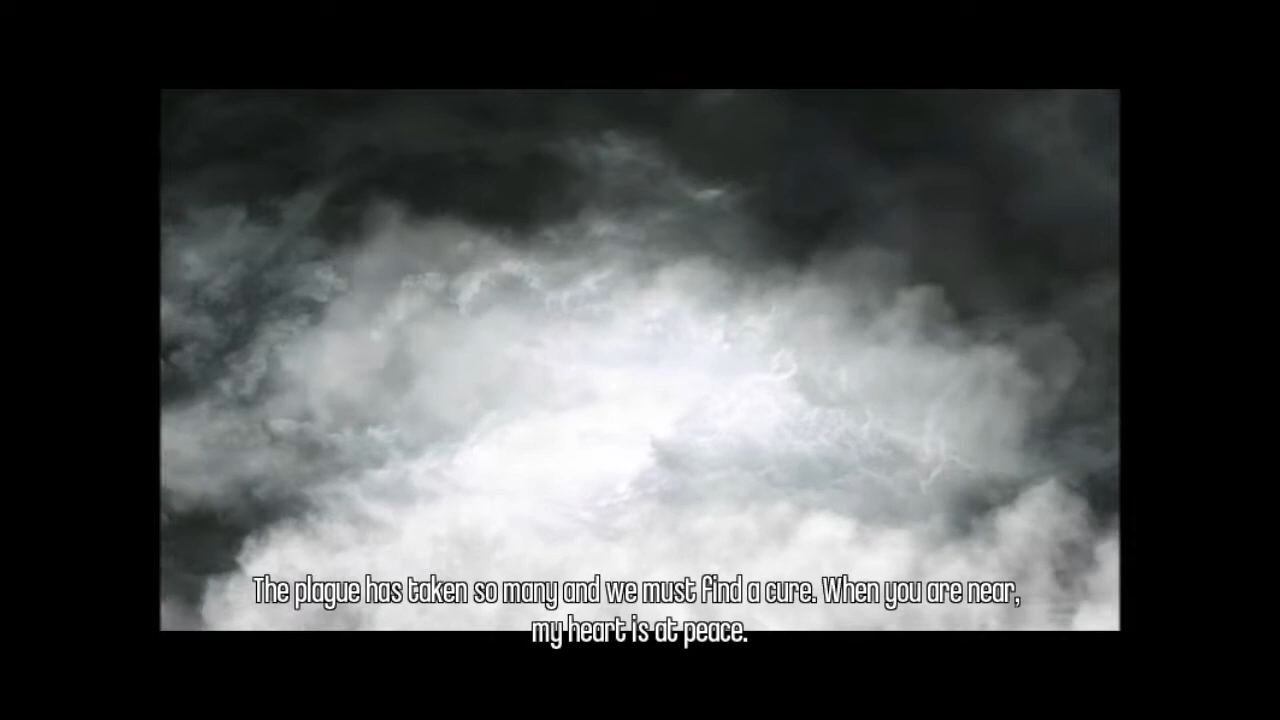 The plague has taken so many and we must find a cure. When you are near,
my heart is at peace.